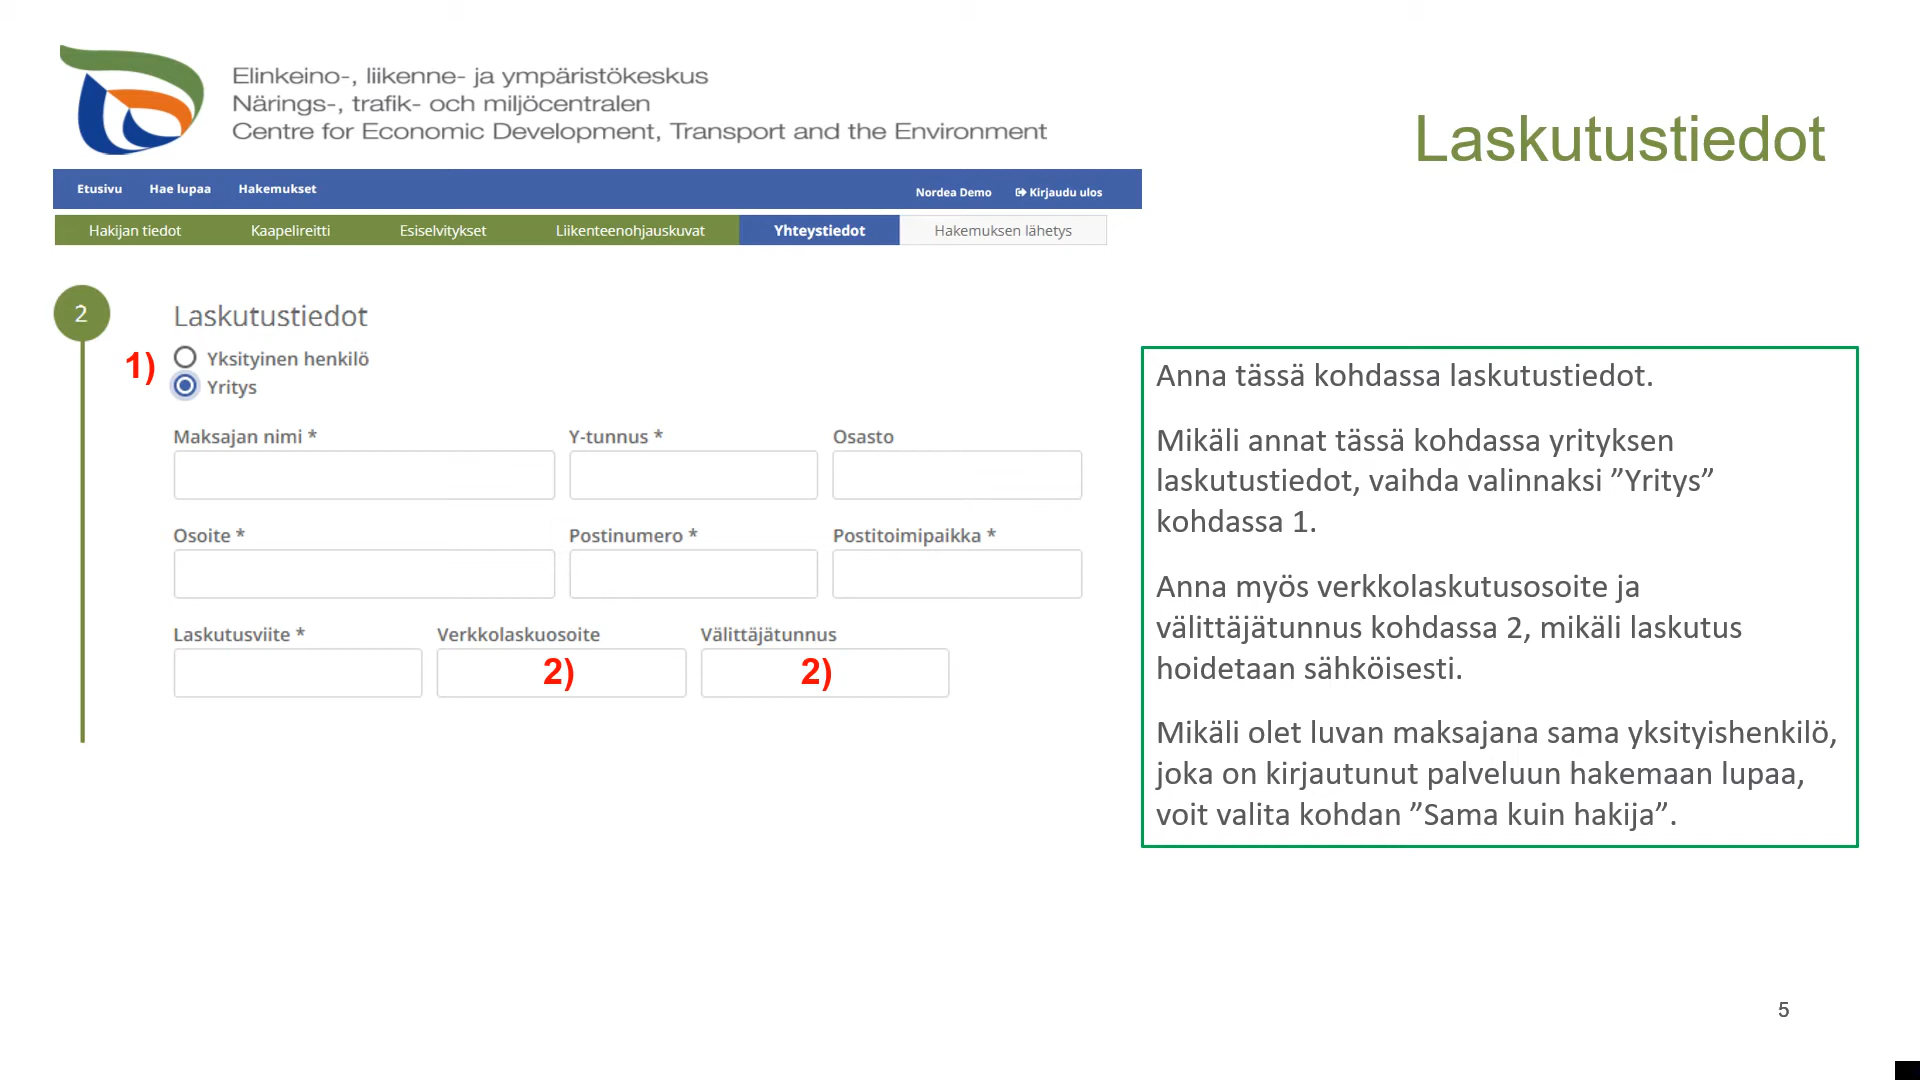 Elinkeino-, liikenne- ja ympäristökeskus
Närings-, trafik- och miljöcentralen
Centre for Economic Development, Transport and the Environment
Laskutustiedot
Etusivu Hae lupaa Hakemukset Nordea Demo Kirjaudu ulos
Hakijan tiedot Kaapelireitti Esiselvitykset Liikenteenohjauskuvat Yhteystiedot Hakemuksen lähetys
2 Laskutustiedot
1) Yksityinen henkilö
Yritys
Maksajan nimi * Y-tunnus * Osasto
Osoite * Postinumero * Postitoimipaikka *
Laskutusviite * Verkkolaskuosoite Välittäjätunnus
2) 2)
Anna tässä kohdassa laskutustiedot.
Mikäli annat tässä kohdassa yrityksen
laskutustiedot, vaihda valinnaksi ”Yritys”
kohdassa 1.
Anna myös verkkolaskutusosoite ja
välittäjätunnus kohdassa 2, mikäli laskutus
hoidetaan sähköisesti.
Mikäli olet luvan maksajana sama yksityishenkilö,
joka on kirjautunut palveluun hakemaan lupaa,
voit valita kohdan ”Sama kuin hakija”.
5